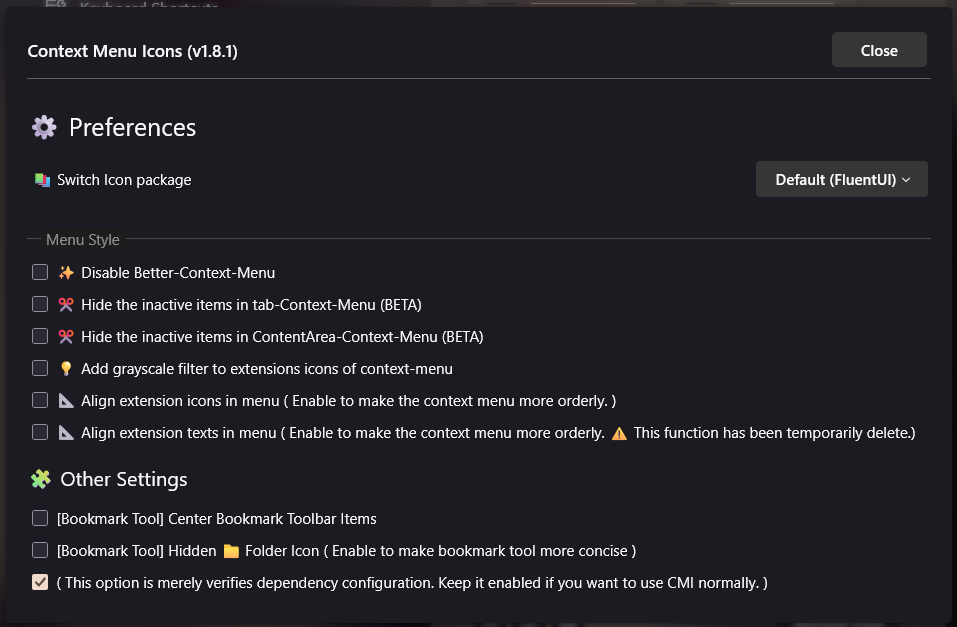 Keyboard Shortcuts
Context Menu Icons (v1.8.1)
Close
Preferences
Switch Icon package
Default (FluentUI)
Menu Style
Disable Better-Context-Menu
Hide the inactive items in tab-Context-Menu (BETA)
Hide the inactive items in ContentArea-Context-Menu (BETA)
Add grayscale filter to extensions icons of context-menu
Align extension icons in menu ( Enable to make the context menu more orderly. )
Align extension texts in menu ( Enable to make the context menu more orderly. ⚠️ This function has been temporarily delete.)
Other Settings
[Bookmark Tool] Center Bookmark Toolbar Items
[Bookmark Tool] Hidden 📁 Folder Icon ( Enable to make bookmark tool more concise )
( This option is merely verifies dependency configuration. Keep it enabled if you want to use CMI normally. )